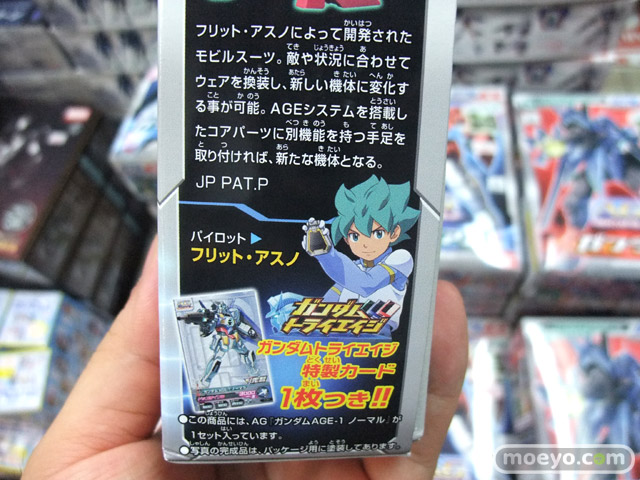 フリット・アスノによって開発された
モビルスーツ。敵や状況に合わせて
ウェアを換装し、新しい機体に変化す
る事が可能。AGEシステムを搭載し
たコアパーツに別機能を持つ手足を
取り付ければ、新たな機体となる。
JP PAT.P
パイロット▶
フリット・アスノ
ガンダム
トライエイジ
ガンダムトライエイジ
特製カード
1枚つき!!
●この商品には、AG「ガンダムAGE-1 ノーマル」が
1セット入っています。
●写真の完成品は、パッケージ用に塗装してあります。
moeyo.com